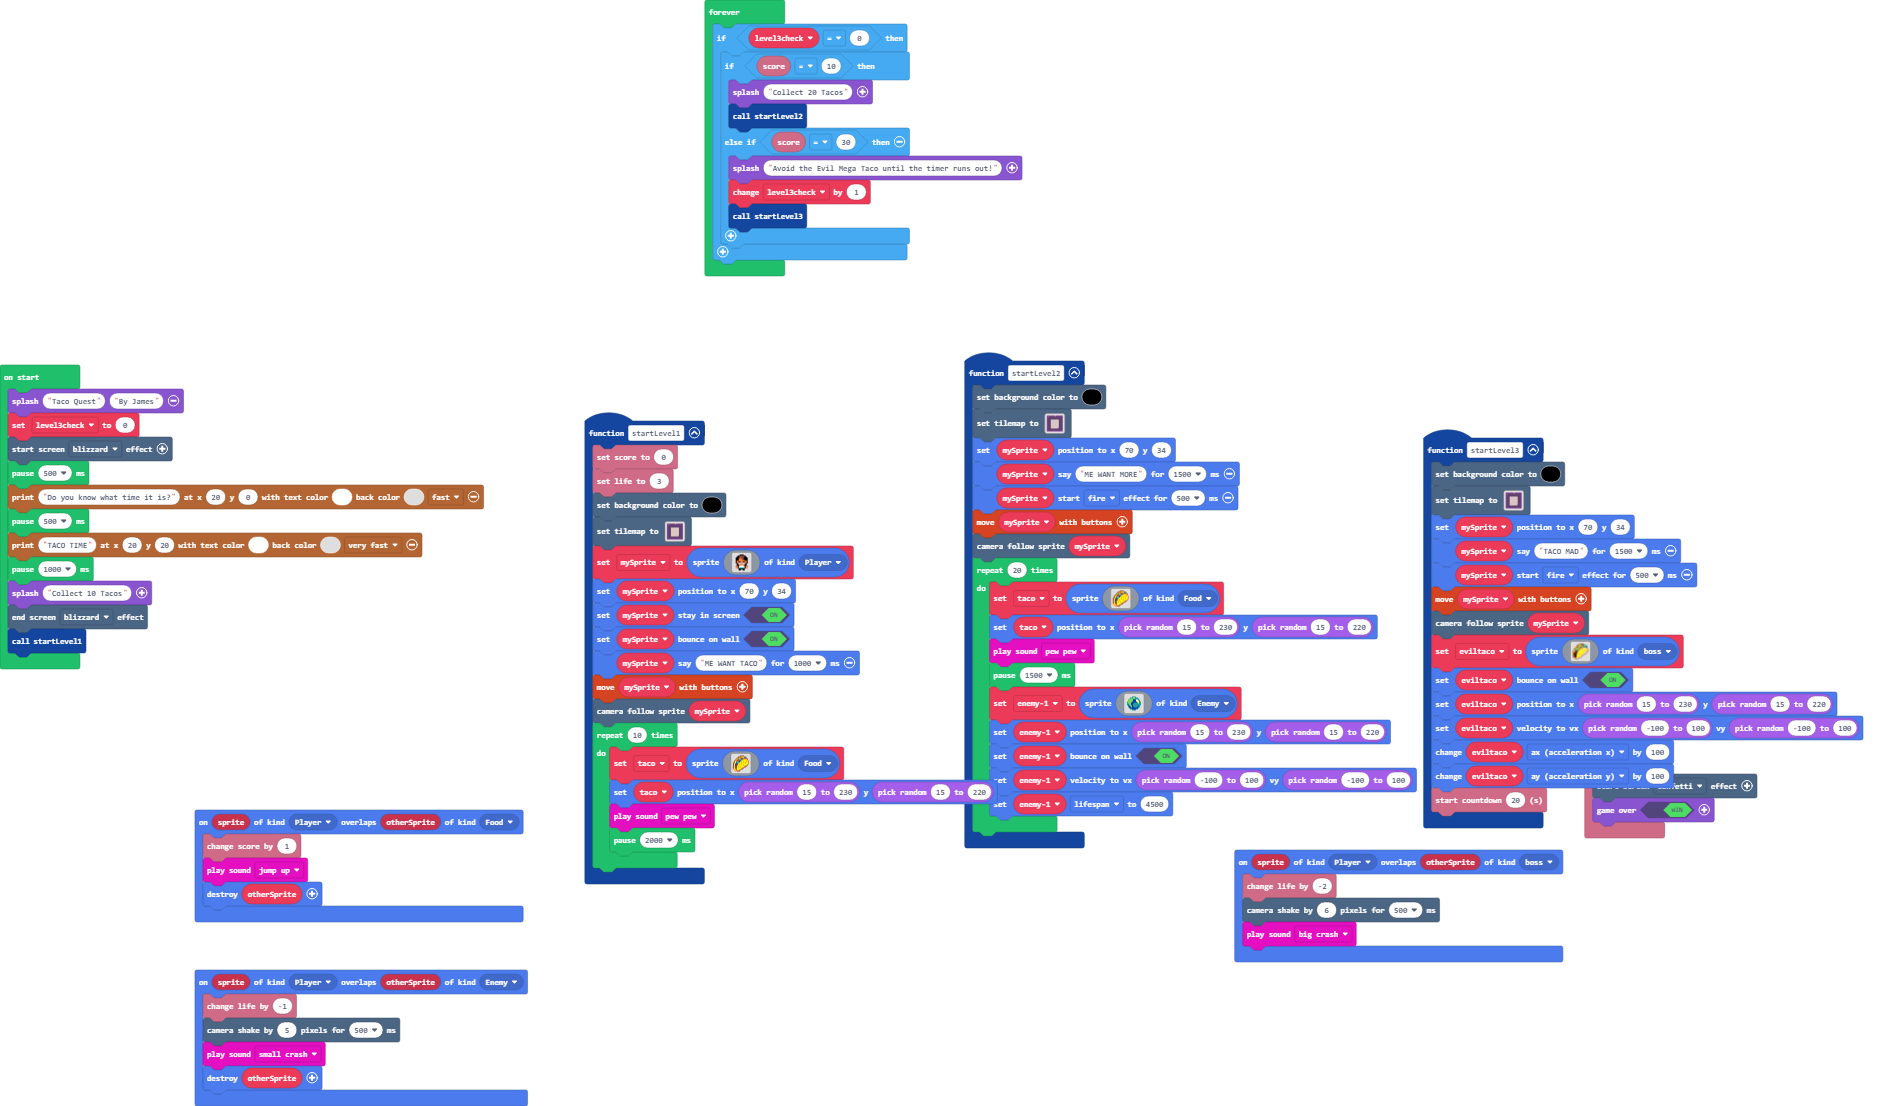 forever
if level3check = 0 then
if score = 10 then
splash "Collect 20 Tacos"
call startLevel2
else if score = 30 then
splash "Avoid the Evil Mega Taco until the timer runs out!"
change level3check by 1
call startLevel3
on start
splash "Taco Quest" "By James"
set level3check to 0
start screen blizzard effect
pause 500 ms
print "Do you know what time it is?" at x 20 y 0 with text color back color fast
pause 500 ms
print "TACO TIME" at x 20 y 20 with text color back color very fast
pause 1000 ms
splash "Collect 10 Tacos"
end screen blizzard effect
call startLevel1
function startLevel1
set score to 0
set life to 3
set background color to
set tilemap to
set mySprite to sprite of kind Player
set mySprite position to x 70 y 34
set mySprite stay in screen ON
set mySprite bounce on wall ON
mySprite say "ME WANT TACO" for 1000 ms
move mySprite with buttons
camera follow sprite mySprite
repeat 10 times
do
set taco to sprite of kind Food
set taco position to x pick random 15 to 230 y pick random 15 to 220
play sound pew pew
pause 2000 ms
function startLevel2
set background color to
set tilemap to
set mySprite position to x 70 y 34
mySprite say "ME WANT MORE" for 1500 ms
mySprite start fire effect for 500 ms
move mySprite with buttons
camera follow sprite mySprite
repeat 20 times
do
set taco to sprite of kind Food
set taco position to x pick random 15 to 230 y pick random 15 to 220
play sound pew pew
pause 1500 ms
set enemy-1 to sprite of kind Enemy
set enemy-1 position to x pick random 15 to 230 y pick random 15 to 220
set enemy-1 bounce on wall ON
set enemy-1 velocity to vx pick random -100 to 100 vy pick random -100 to 100
set enemy-1 lifespan to 4500
function startLevel3
set background color to
set tilemap to
set mySprite position to x 70 y 34
mySprite say "TACO MAD" for 1500 ms
mySprite start fire effect for 500 ms
move mySprite with buttons
camera follow sprite mySprite
set eviltaco to sprite of kind boss
set eviltaco bounce on wall ON
set eviltaco position to x pick random 15 to 230 y pick random 15 to 220
set eviltaco velocity to vx pick random -100 to 100 vy pick random -100 to 100
change eviltaco ax (acceleration x) by 100
change eviltaco ay (acceleration y) by 100
start countdown 20 (s)
effect
game over WIN
on sprite of kind Player overlaps otherSprite of kind Food
change score by 1
play sound jump up
destroy otherSprite
on sprite of kind Player overlaps otherSprite of kind boss
change life by -2
camera shake by 6 pixels for 500 ms
play sound big crash
on sprite of kind Player overlaps otherSprite of kind Enemy
change life by -1
camera shake by 5 pixels for 500 ms
play sound small crash
destroy otherSprite